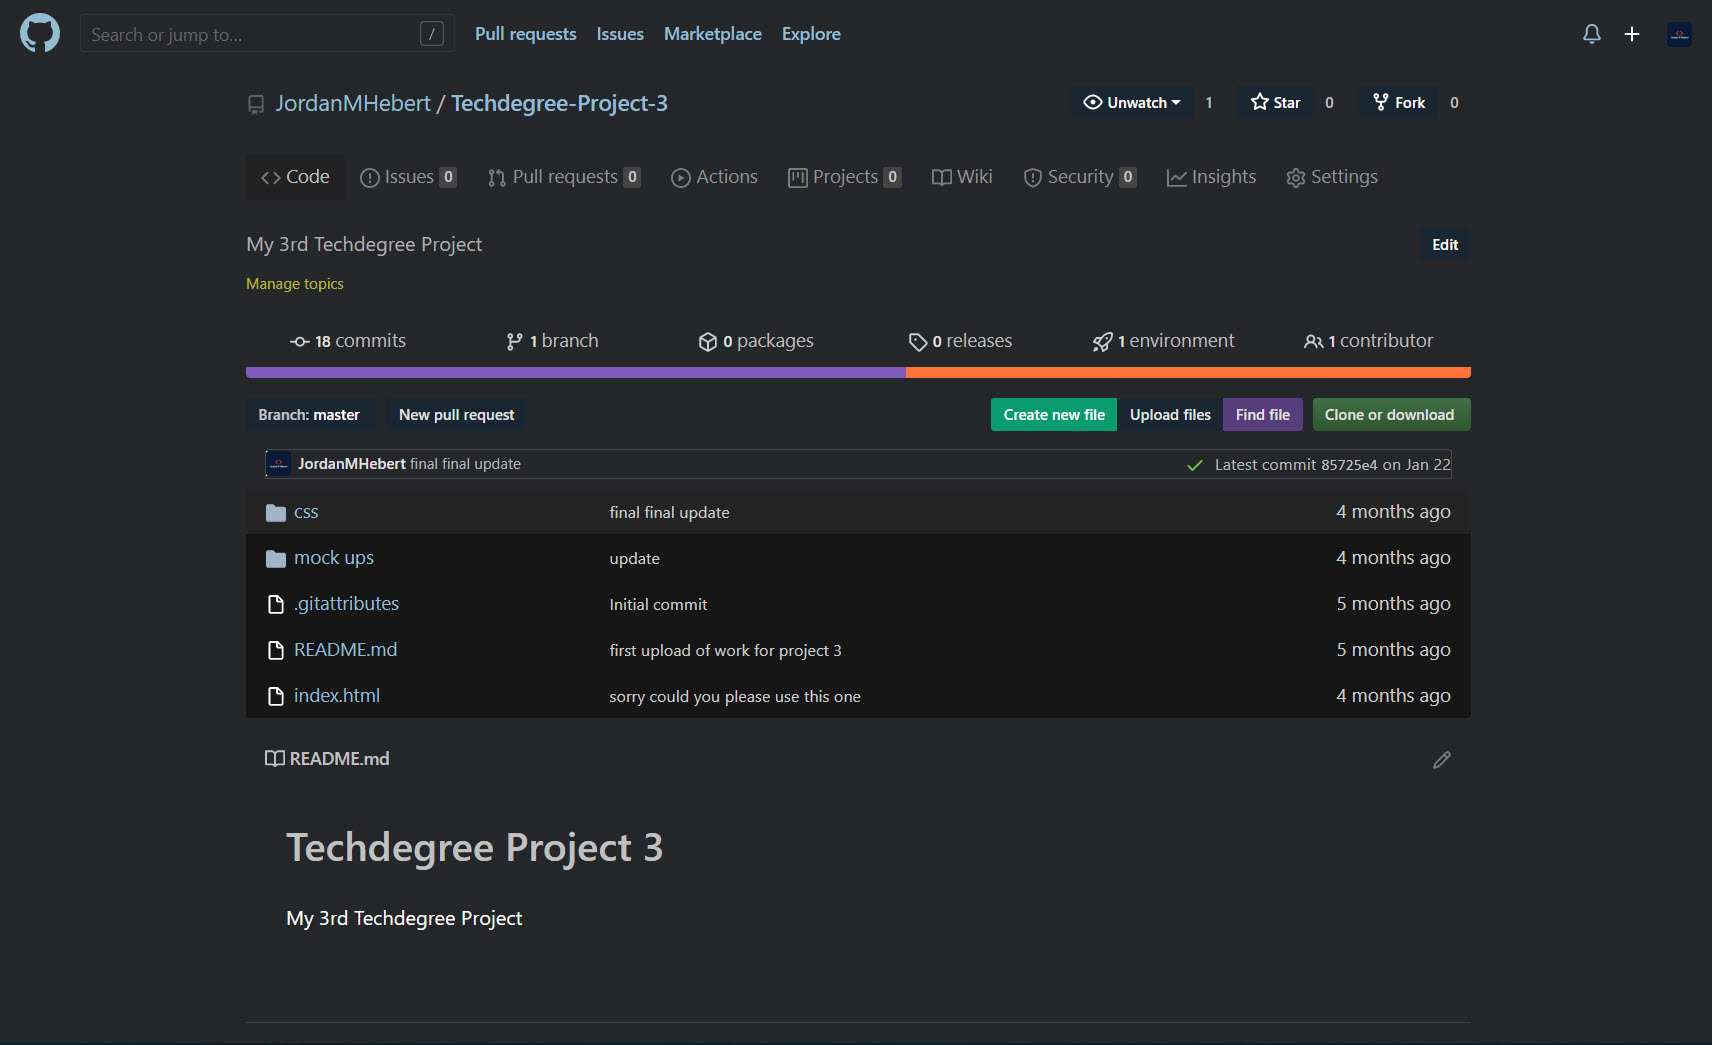 Search or jump to... / Pull requests Issues Marketplace Explore
JordanMHebert / Techdegree-Project-3 Unwatch 1 Star 0 Fork 0
Code Issues 0 Pull requests 0 Actions Projects 0 Wiki Security 0 Insights Settings
My 3rd Techdegree Project Edit
Manage topics
18 commits 1 branch 0 packages 0 releases 1 environment 1 contributor
Branch: master New pull request Create new file Upload files Find file Clone or download
JordanMHebert final final update Latest commit 85725e4 on Jan 22
css final final update 4 months ago
mock ups update 4 months ago
.gitattributes Initial commit 5 months ago
README.md first upload of work for project 3 5 months ago
index.html sorry could you please use this one 4 months ago
README.md
Techdegree Project 3
My 3rd Techdegree Project